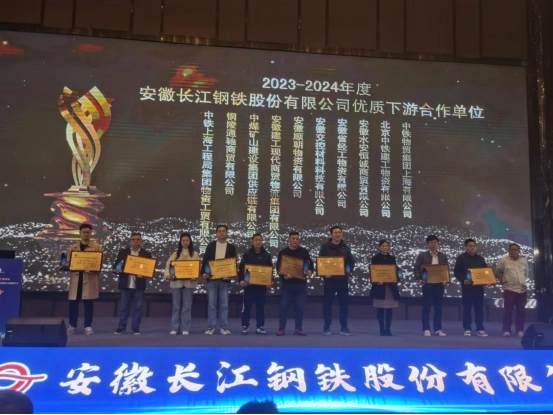 2023-2024年度
安徽长江钢铁股份有限公司优质下游合作单位
中铁物贸集团上海有限公司
北京中铁建工物资有限公司
安徽水安恒诚商贸有限公司
安徽省轻工物资有限公司
安徽交控材料科技有限公司
安徽顺朝物资有限公司
安徽建工现代商贸物流集团有限公司
中煤矿山建设集团供应链有限公司
铜陵通驰商贸有限公司
中铁上海工程局集团物资工贸有限公司
安徽长江钢铁股份有限